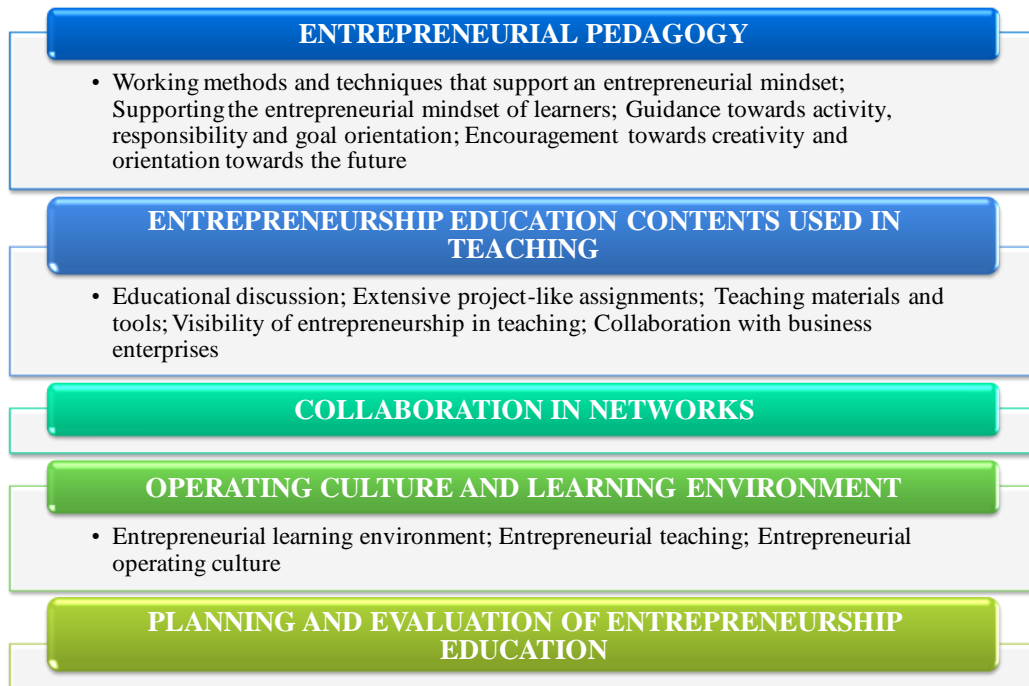 ENTREPRENEURIAL PEDAGOGY
• Working methods and techniques that support an entrepreneurial mindset;
Supporting the entrepreneurial mindset of learners; Guidance towards activity,
responsibility and goal orientation; Encouragement towards creativity and
orientation towards the future
ENTREPRENEURSHIP EDUCATION CONTENTS USED IN
TEACHING
• Educational discussion; Extensive project-like assignments; Teaching materials and
tools; Visibility of entrepreneurship in teaching; Collaboration with business
enterprises
COLLABORATION IN NETWORKS
OPERATING CULTURE AND LEARNING ENVIRONMENT
• Entrepreneurial learning environment; Entrepreneurial teaching; Entrepreneurial
operating culture
PLANNING AND EVALUATION OF ENTREPRENEURSHIP
EDUCATION